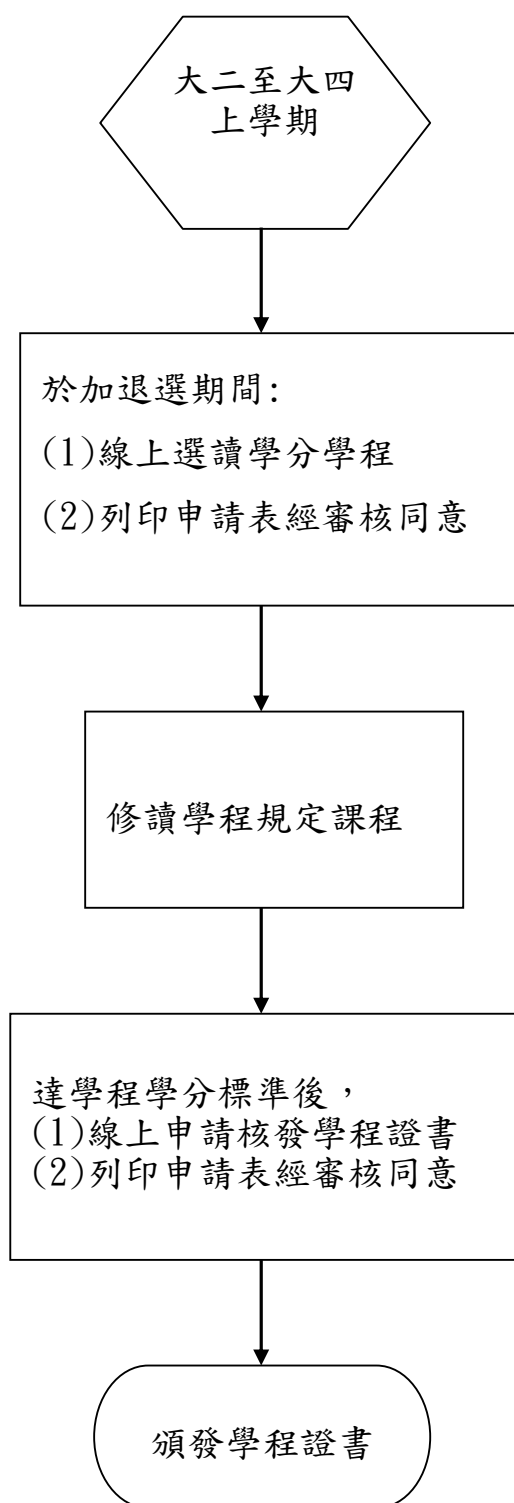 大二至大四
上學期
於加退選期間:
(1)線上選讀學分學程
(2)列印申請表經審核同意
修讀學程規定課程
達學程學分標準後，
(1)線上申請核發學程證書
(2)列印申請表經審核同意
頒發學程證書